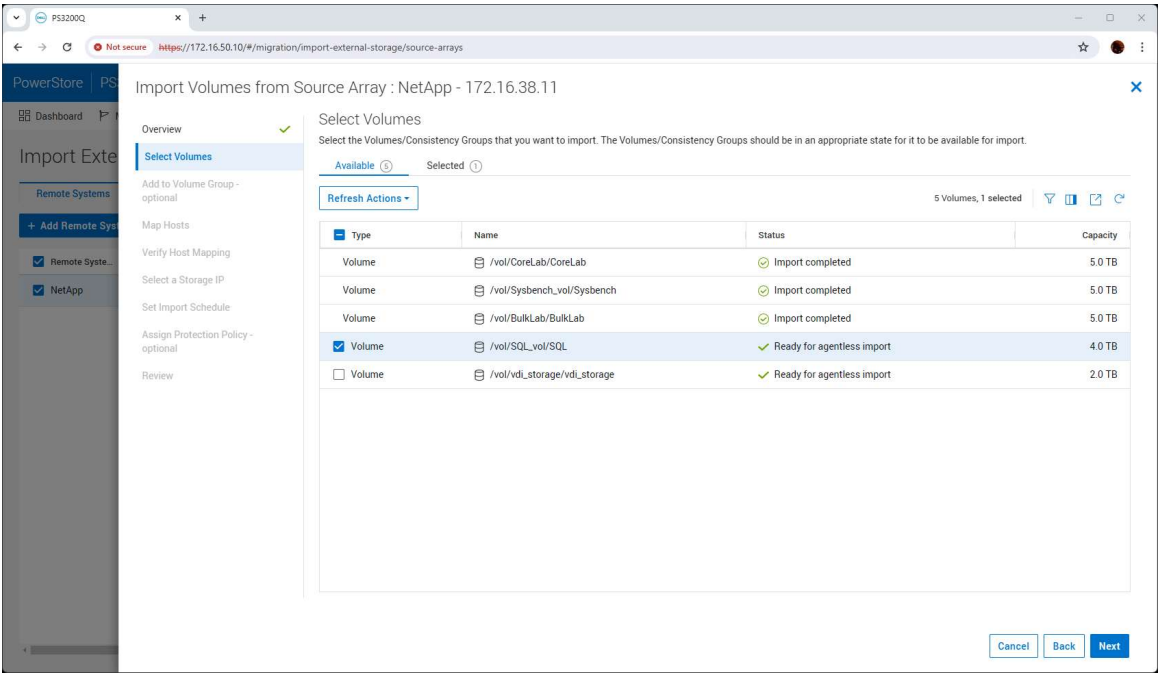 PS3200Q
Not secure https://172.16.50.10/#/migration/import-external-storage/source-arrays
PowerStore PS
Dashboard
Import Exte
Remote Systems
+ Add Remote Syst
Remote Syste...
NetApp
Import Volumes from Source Array : NetApp - 172.16.38.11
Overview
Select Volumes
Add to Volume Group -
optional
Map Hosts
Verify Host Mapping
Select a Storage IP
Set Import Schedule
Assign Protection Policy -
optional
Review
Select Volumes
Select the Volumes/Consistency Groups that you want to import. The Volumes/Consistency Groups should be in an appropriate state for it to be available for import.
Available 5 Selected 1
Refresh Actions
5 Volumes, 1 selected
Type Name Status Capacity
Volume /vol/CoreLab/CoreLab Import completed 5.0 TB
Volume /vol/Sysbench_vol/Sysbench Import completed 5.0 TB
Volume /vol/BulkLab/BulkLab Import completed 5.0 TB
Volume /vol/SQL_vol/SQL Ready for agentless import 4.0 TB
Volume /vol/vdi_storage/vdi_storage Ready for agentless import 2.0 TB
Cancel Back Next